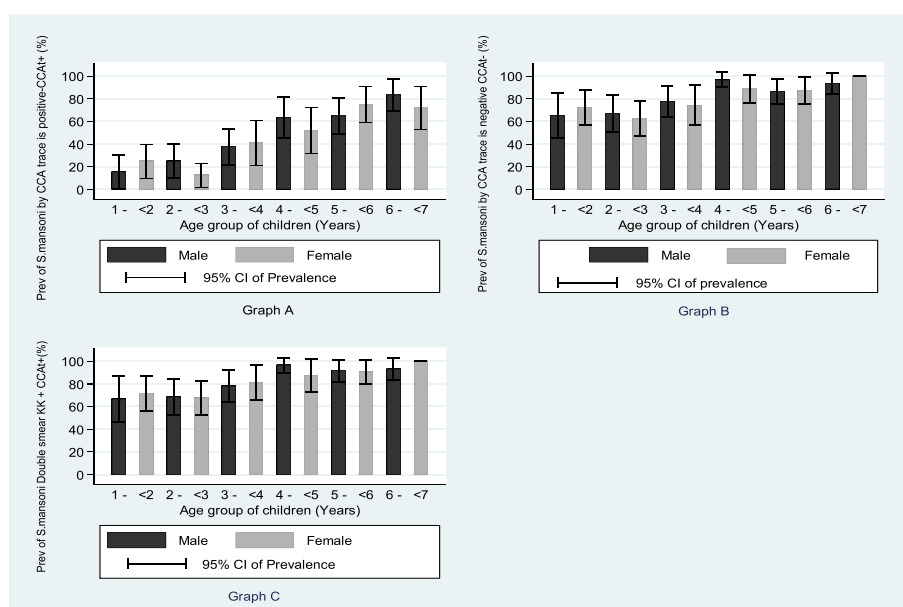 Prev of S.mansoni by CCA trace is positive-CCAt+ (%)
100
80
60
40
20
0
1 - <2 2 - <3 3 - <4 4 - <5 5 - <6 6 - <7
Age group of children (Years)
Male Female
95% CI of Prevalence
Graph A
Prev of S.mansoni by CCA trace is negative CCAt- (%)
100
80
60
40
20
0
1 - <2 2 - <3 3 - <4 4 - <5 5 - <6 6 - <7
Age group of children (Years)
Male Female
95% CI of prevalence
Graph B
Prev of S.mansoni Double smear KK + CCAt+(%)
100
80
60
40
20
0
1 - <2 2 - <3 3 - <4 4 - <5 5 - <6 6 - <7
Age group of children (Years)
Male Female
95% CI of Prevalence
Graph C